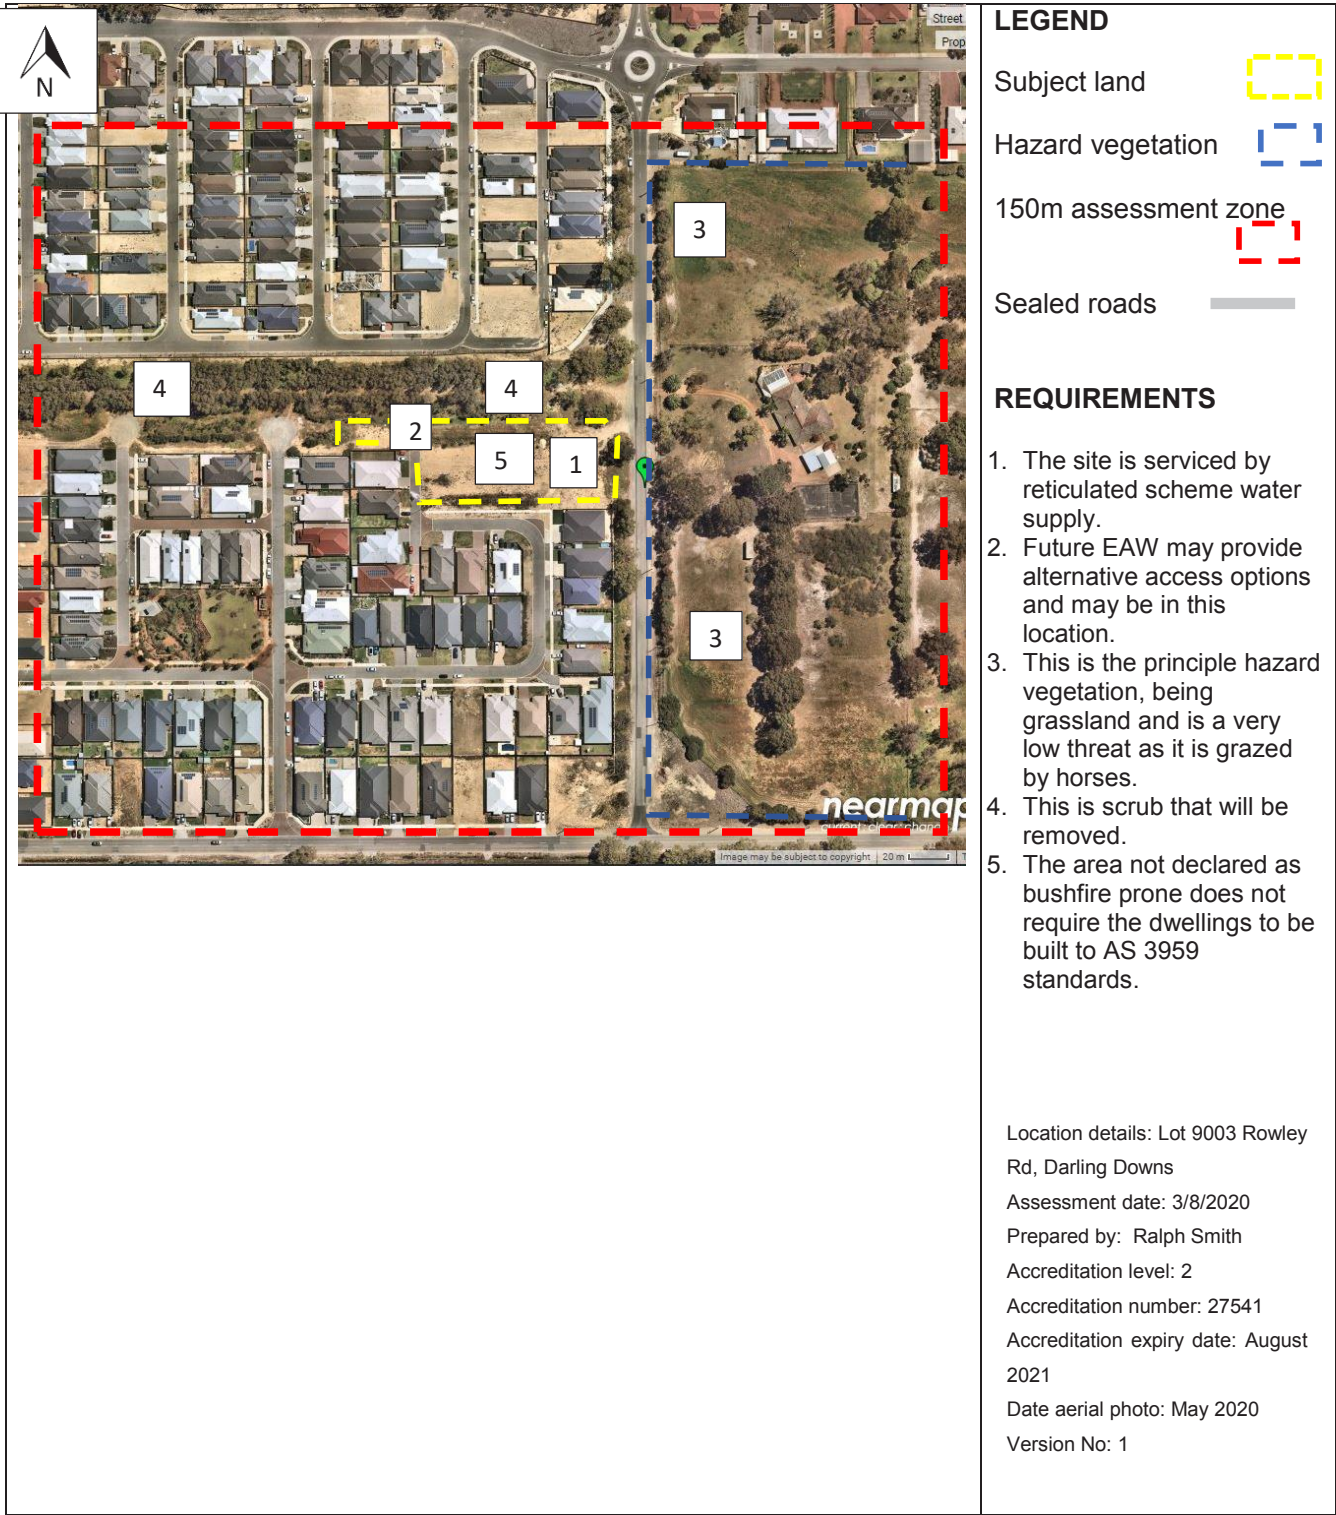 N
Street
Prop
3
4
4
2
5
1
3
nearmap
Image may be subject to copyright
20 m
T
LEGEND
Subject land
Hazard vegetation
150m assessment zone
Sealed roads
REQUIREMENTS
1. The site is serviced by
reticulated scheme water
supply.
2. Future EAW may provide
alternative access options
and may be in this
location.
3. This is the principle hazard
vegetation, being
grassland and is a very
low threat as it is grazed
by horses.
4. This is scrub that will be
removed.
5. The area not declared as
bushfire prone does not
require the dwellings to be
built to AS 3959
standards.
Location details: Lot 9003 Rowley
Rd, Darling Downs
Assessment date: 3/8/2020
Prepared by: Ralph Smith
Accreditation level: 2
Accreditation number: 27541
Accreditation expiry date: August
2021
Date aerial photo: May 2020
Version No: 1